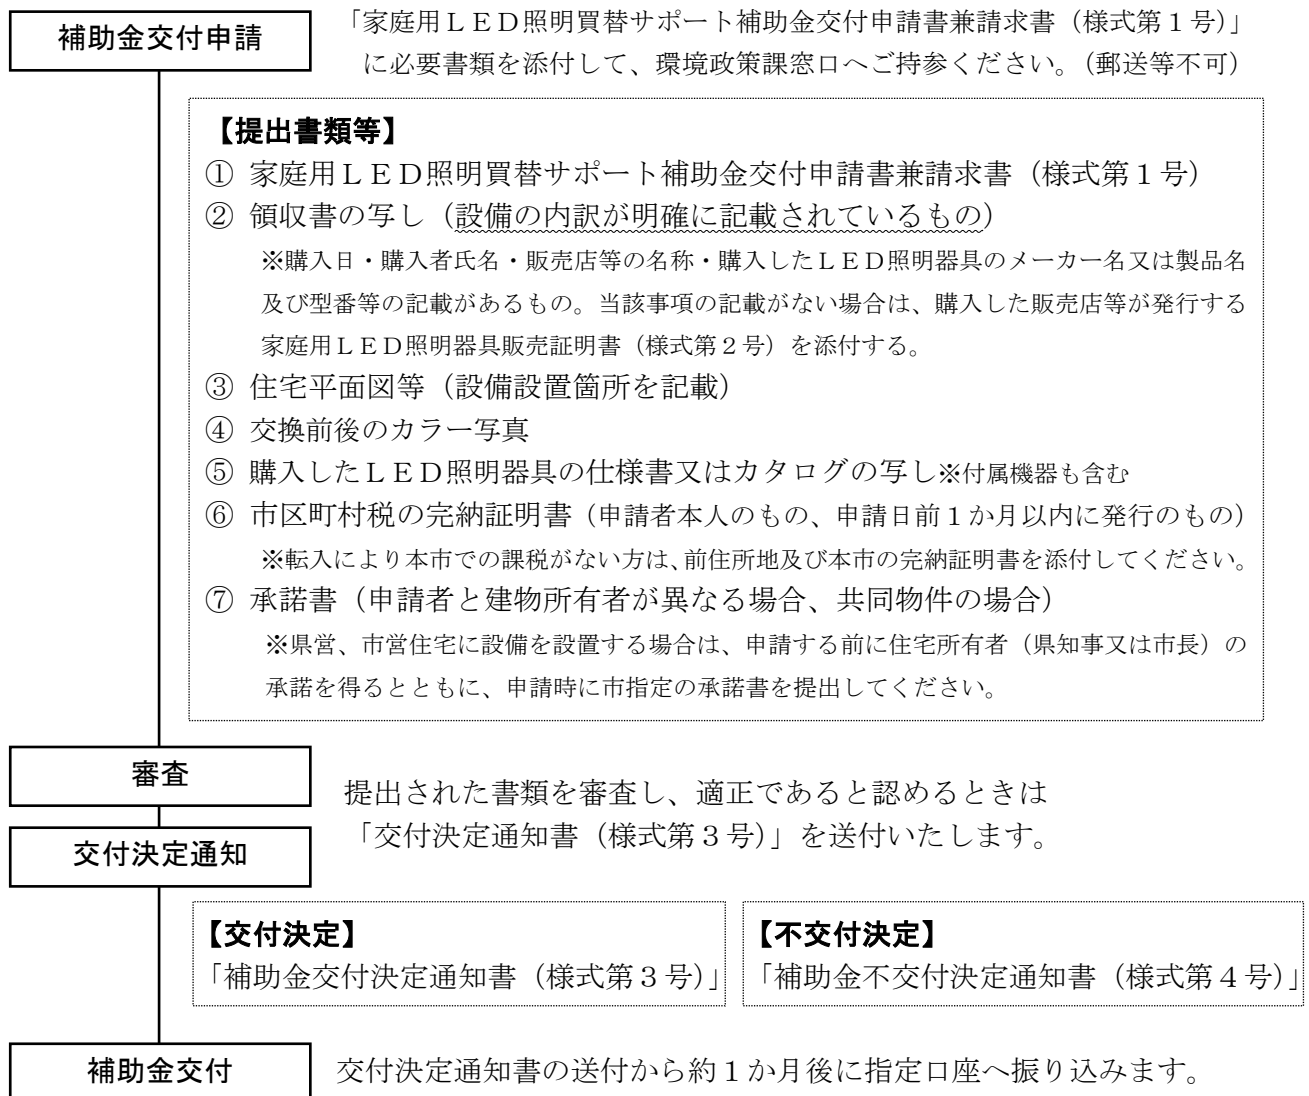 補助金交付申請
「家庭用ＬＥＤ照明買替サポート補助金交付申請書兼請求書（様式第１号）」
に必要書類を添付して、環境政策課窓口へご持参ください。（郵送等不可）
【提出書類等】
① 家庭用ＬＥＤ照明買替サポート補助金交付申請書兼請求書（様式第１号）
② 領収書の写し（設備の内訳が明確に記載されているもの）
※購入日・購入者氏名・販売店等の名称・購入したＬＥＤ照明器具のメーカー名又は製品名
及び型番等の記載があるもの。当該事項の記載がない場合は、購入した販売店等が発行する
家庭用ＬＥＤ照明器具販売証明書（様式第２号）を添付する。
③ 住宅平面図等（設備設置箇所を記載）
④ 交換前後のカラー写真
⑤ 購入したＬＥＤ照明器具の仕様書又はカタログの写し※付属機器も含む
⑥ 市区町村税の完納証明書（申請者本人のもの、申請日前１か月以内に発行のもの）
※転入により本市での課税がない方は、前住所地及び本市の完納証明書を添付してください。
⑦ 承諾書（申請者と建物所有者が異なる場合、共同物件の場合）
※県営、市営住宅に設備を設置する場合は、申請する前に住宅所有者（県知事又は市長）の
承諾を得るとともに、申請時に市指定の承諾書を提出してください。
審査
提出された書類を審査し、適正であると認めるときは
「交付決定通知書（様式第３号）」を送付いたします。
交付決定通知
【交付決定】
「補助金交付決定通知書（様式第３号）」
【不交付決定】
「補助金不交付決定通知書（様式第４号）」
補助金交付
交付決定通知書の送付から約１か月後に指定口座へ振り込みます。